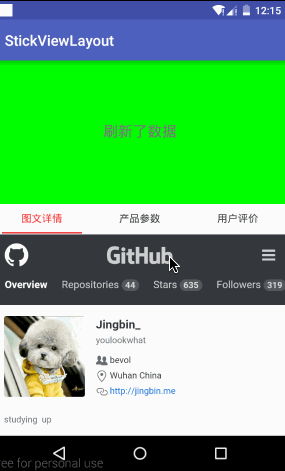 12:15
StickViewLayout
刷新了数据
图文详情 产品参数 用户评价
GitHub
Overview Repositories 44 Stars 635 Followers 319
Jingbin_
youlookwhat
bevol
Wuhan China
http://jingbin.me
studying up
ree for personal use